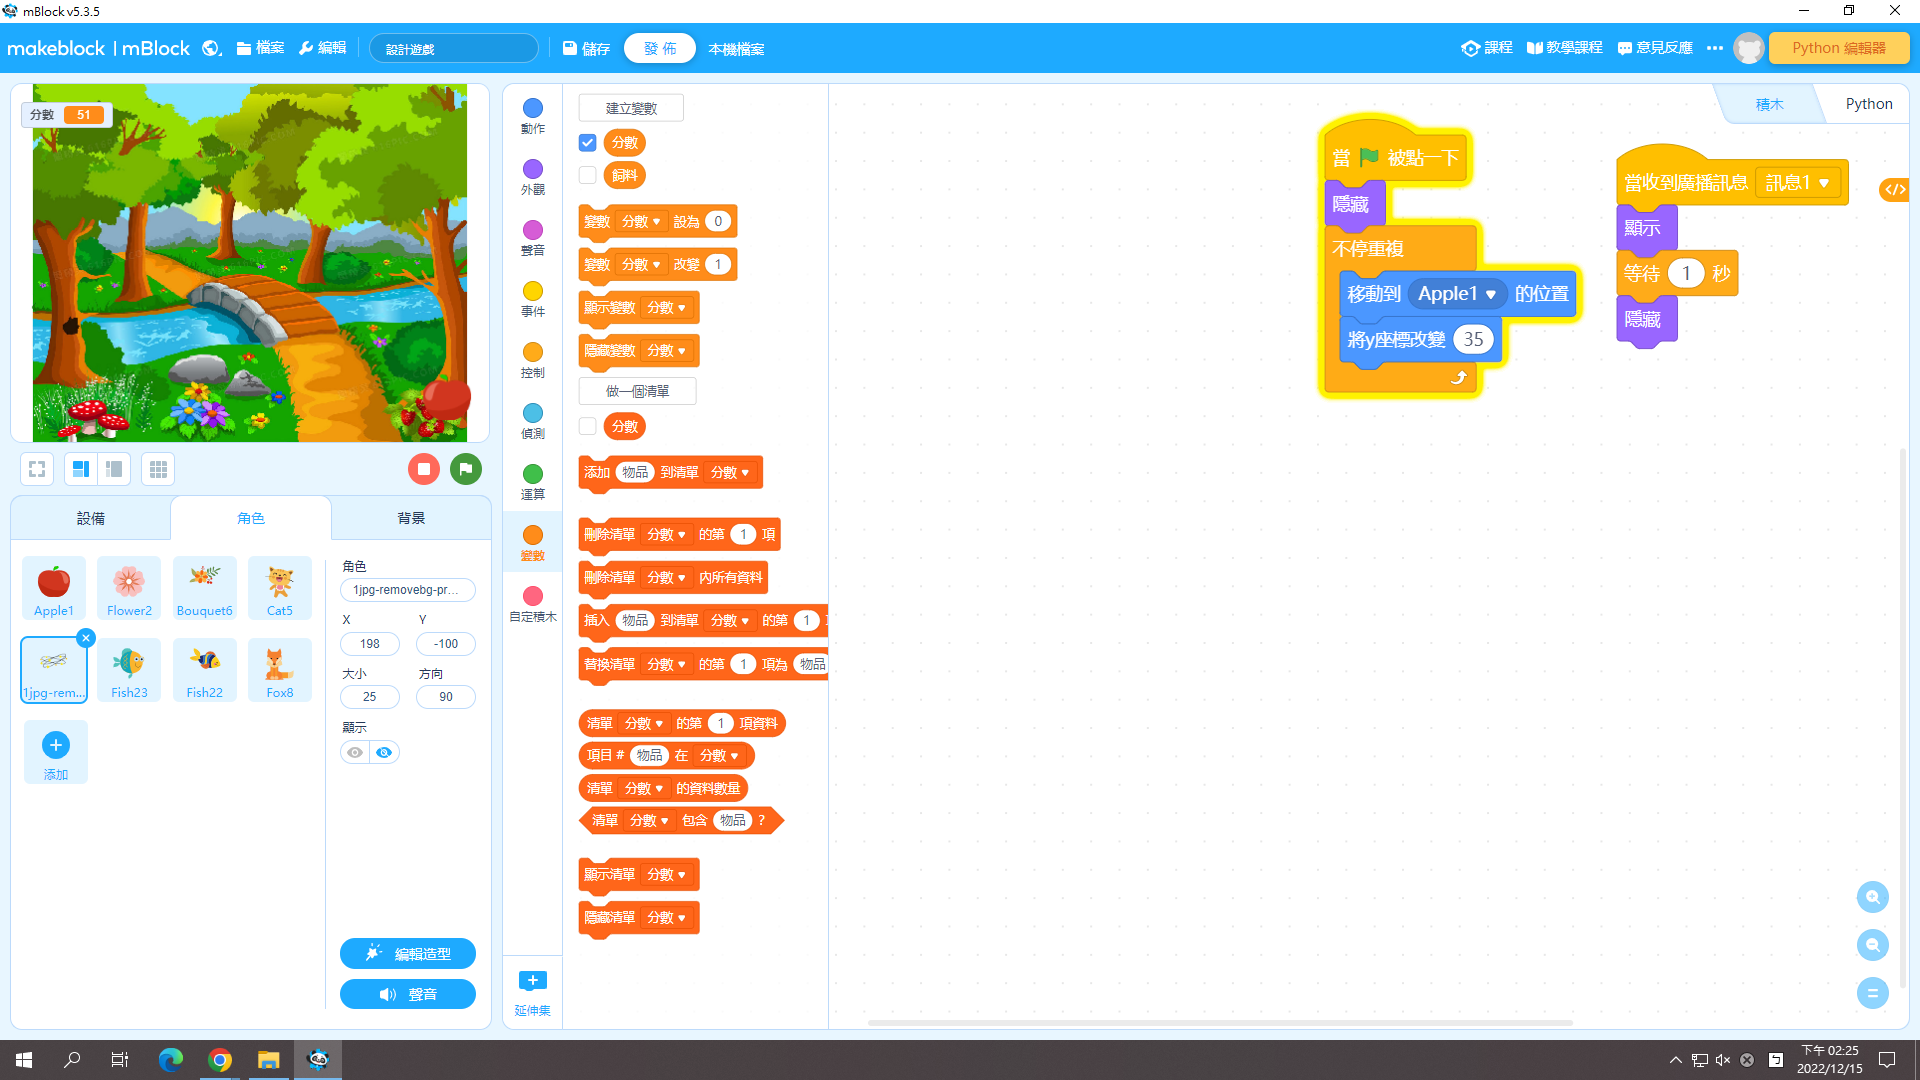 mBlock v5.3.5
makeblock | mBlock
檔案
編輯
設計遊戲
儲存
發佈
本機檔案
課程
教學課程
意見反應
Python 編輯器
分數 51
設備
角色
背景
Apple1
Flower2
Bouquet6
Cat5
1jpg-rem...
Fish23
Fish22
Fox8
添加
角色
1jpg-removebg-pr...
X
Y
198
-100
大小
方向
25
90
顯示
編輯造型
聲音
動作
外觀
聲音
事件
控制
偵測
運算
變數
自定積木
延伸集
建立變數
分數
飼料
變數 分數 設為 0
變數 分數 改變 1
顯示變數 分數
隱藏變數 分數
做一個清單
分數
添加 物品 到清單 分數
刪除清單 分數 的第 1 項
刪除清單 分數 內所有資料
插入 物品 到清單 分數 的第 1
替換清單 分數 的第 1 項為 物品
清單 分數 的第 1 項資料
項目 # 物品 在 分數
清單 分數 的資料數量
清單 分數 包含 物品 ?
顯示清單 分數
隱藏清單 分數
當 被點一下
隱藏
不停重複
移動到 Apple1 的位置
將y座標改變 35
當收到廣播訊息 訊息1
顯示
等待 1 秒
隱藏
積木
Python
下午 02:25
2022/12/15